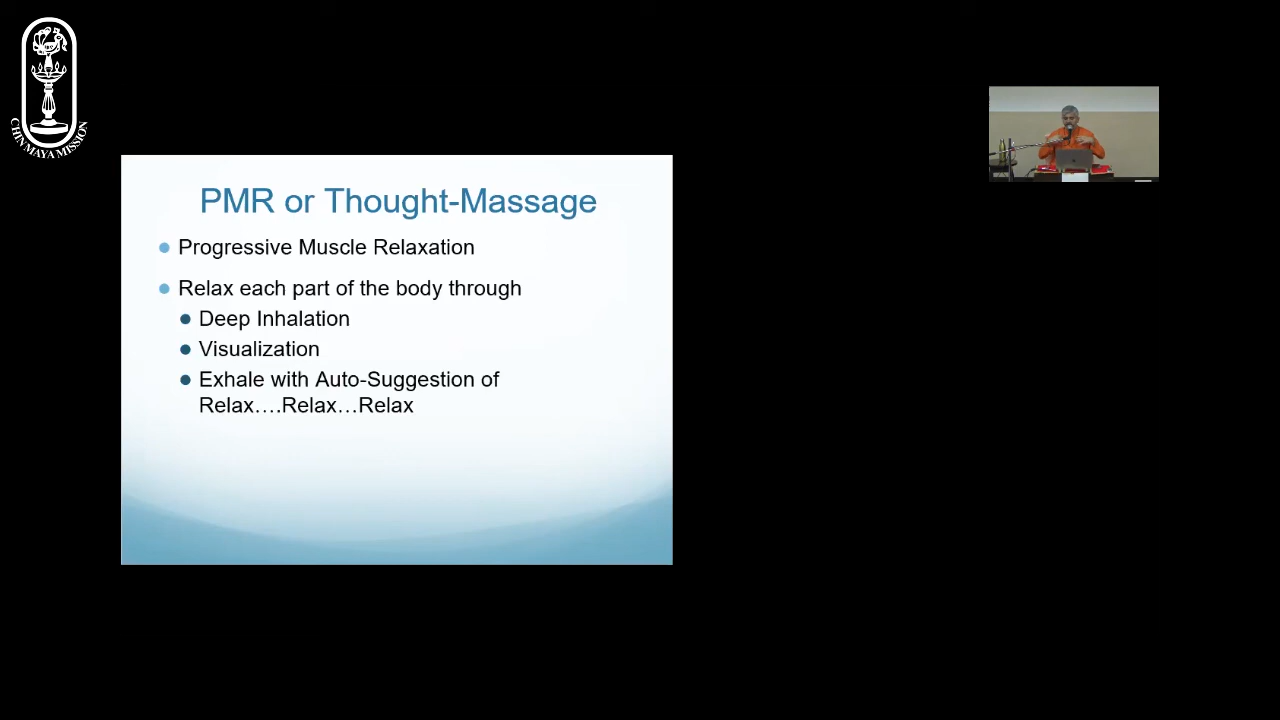 CHINMAYA MISSION
PMR or Thought-Massage
Progressive Muscle Relaxation
Relax each part of the body through
Deep Inhalation
Visualization
Exhale with Auto-Suggestion of
Relax….Relax…Relax